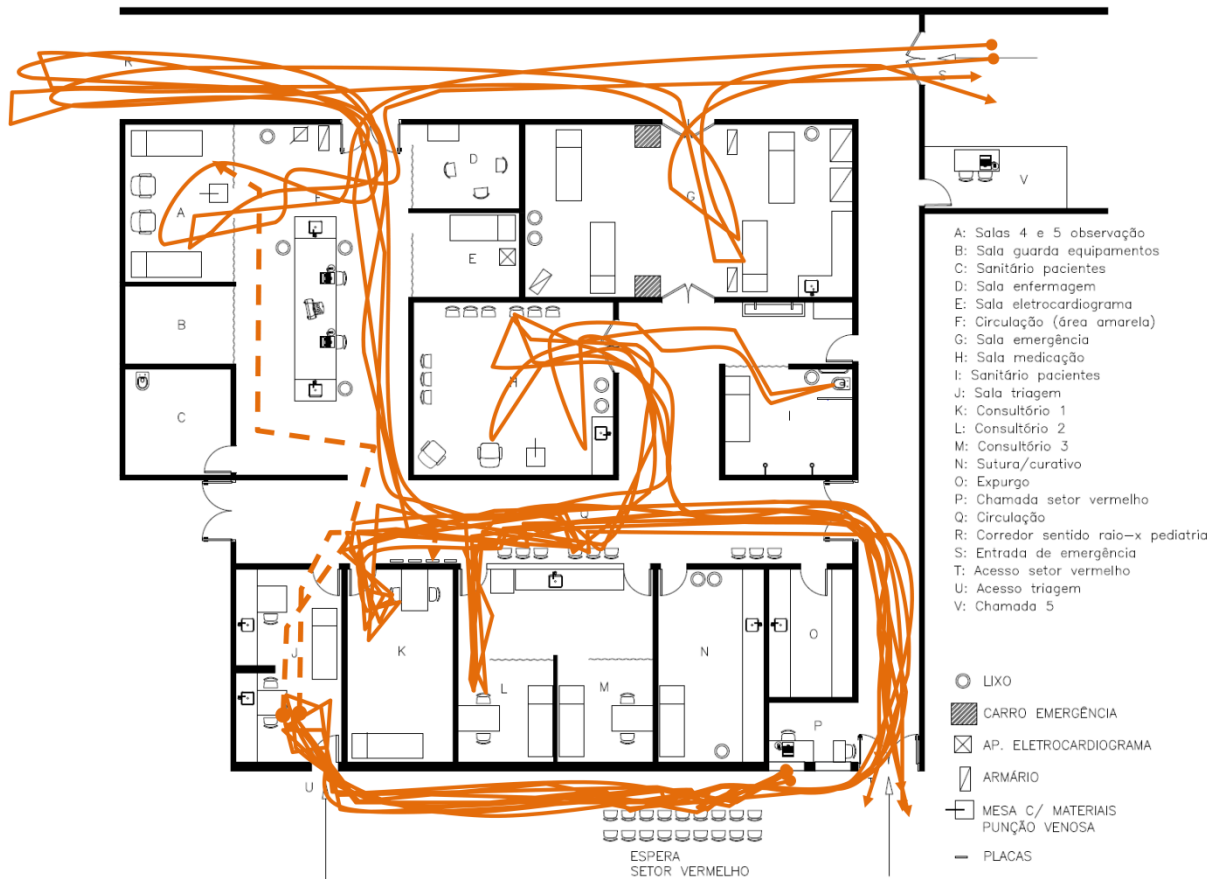 R
S
D
V
F
G
A
E
B
H
C
I
Q
J
K
L
M
N
O
P
U
T
A: Salas 4 e 5 observação
B: Sala guarda equipamentos
C: Sanitário pacientes
D: Sala enfermagem
E: Sala eletrocardiograma
F: Circulação (área amarela)
G: Sala emergência
H: Sala medicação
I: Sanitário pacientes
J: Sala triagem
K: Consultório 1
L: Consultório 2
M: Consultório 3
N: Sutura/curativo
O: Expurgo
P: Chamada setor vermelho
Q: Circulação
R: Corredor sentido raio-x pediatria
S: Entrada de emergência
T: Acesso setor vermelho
U: Acesso triagem
V: Chamada 5
LIXO
CARRO EMERGÊNCIA
AP. ELETROCARDIOGRAMA
ARMÁRIO
MESA C/ MATERIAIS
PUNÇÃO VENOSA
PLACAS
ESPERA
SETOR VERMELHO